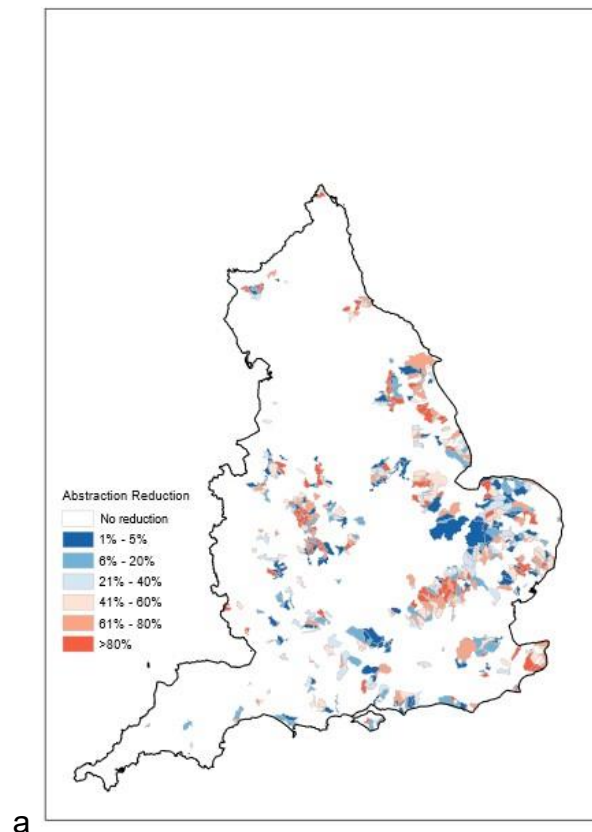 Abstraction Reduction
No reduction
1% - 5%
6% - 20%
21% - 40%
41% - 60%
61% - 80%
>80%
a